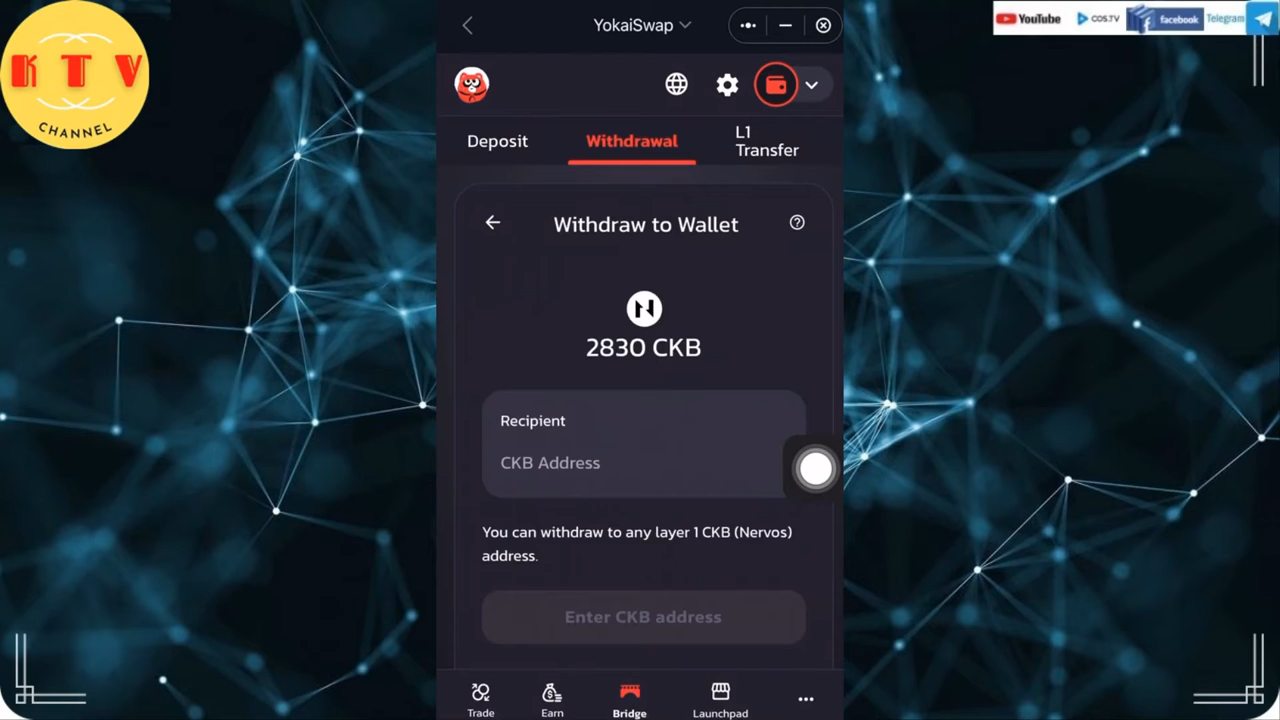 K T V
CHANNEL
YouTube
COS.TV
facebook
Telegram
YokaiSwap
Deposit
Withdrawal
L1
Transfer
Withdraw to Wallet
2830 CKB
Recipient
CKB Address
You can withdraw to any layer 1 CKB (Nervos)
address.
Enter CKB address
Trade
Earn
Bridge
Launchpad